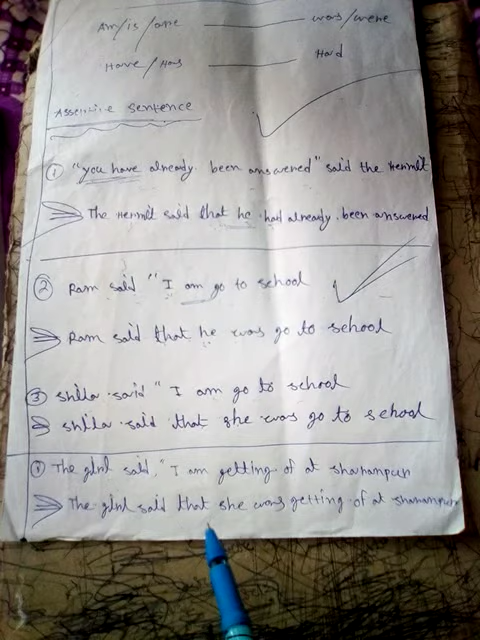 Am/is/are ——— was/were
Have/Has ——— Had
Assertive sentence
① "you have already been answered" said the Hermit
The Hermit said that he had already been answered
② Ram said "I am go to school
Ram said that he was go to school
③ Shila said "I am go to school
Shila said that she was go to school
① The girl said, "I am getting of at
The girl said that she was getting of at